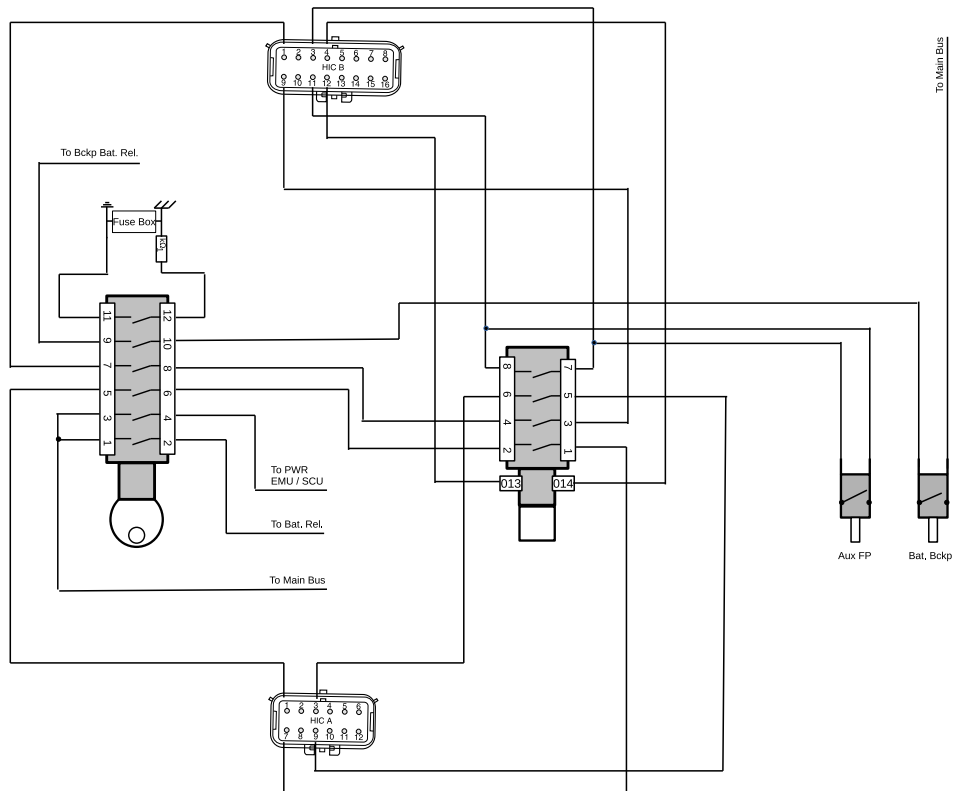 To Main Bus
1 2 3 4 5 6 7 8
HIC B
9 10 11 12 13 14 15 16
To Bckp Bat. Rel.
Fuse Box
11 12
9 10
7 8
5 6
3 4
1 2
8 7
6 5
4 3
2 1
013 014
To PWR
EMU / SCU
To Bat. Rel.
To Main Bus
Aux FP
Bat. Bckp
1 2 3 4 5 6
HIC A
7 8 9 10 11 12